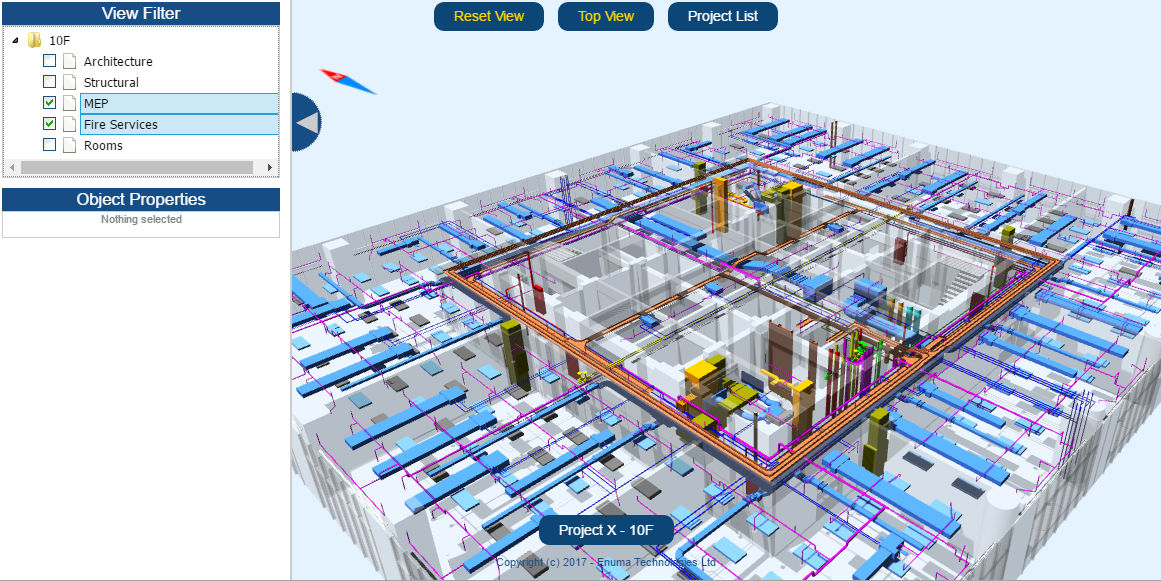 View Filter
10F
Architecture
Structural
MEP
Fire Services
Rooms
Object Properties
Nothing selected
Reset View
Top View
Project List
Project X - 10F
Copyright (c) 2017 - Enuma Technologies Ltd